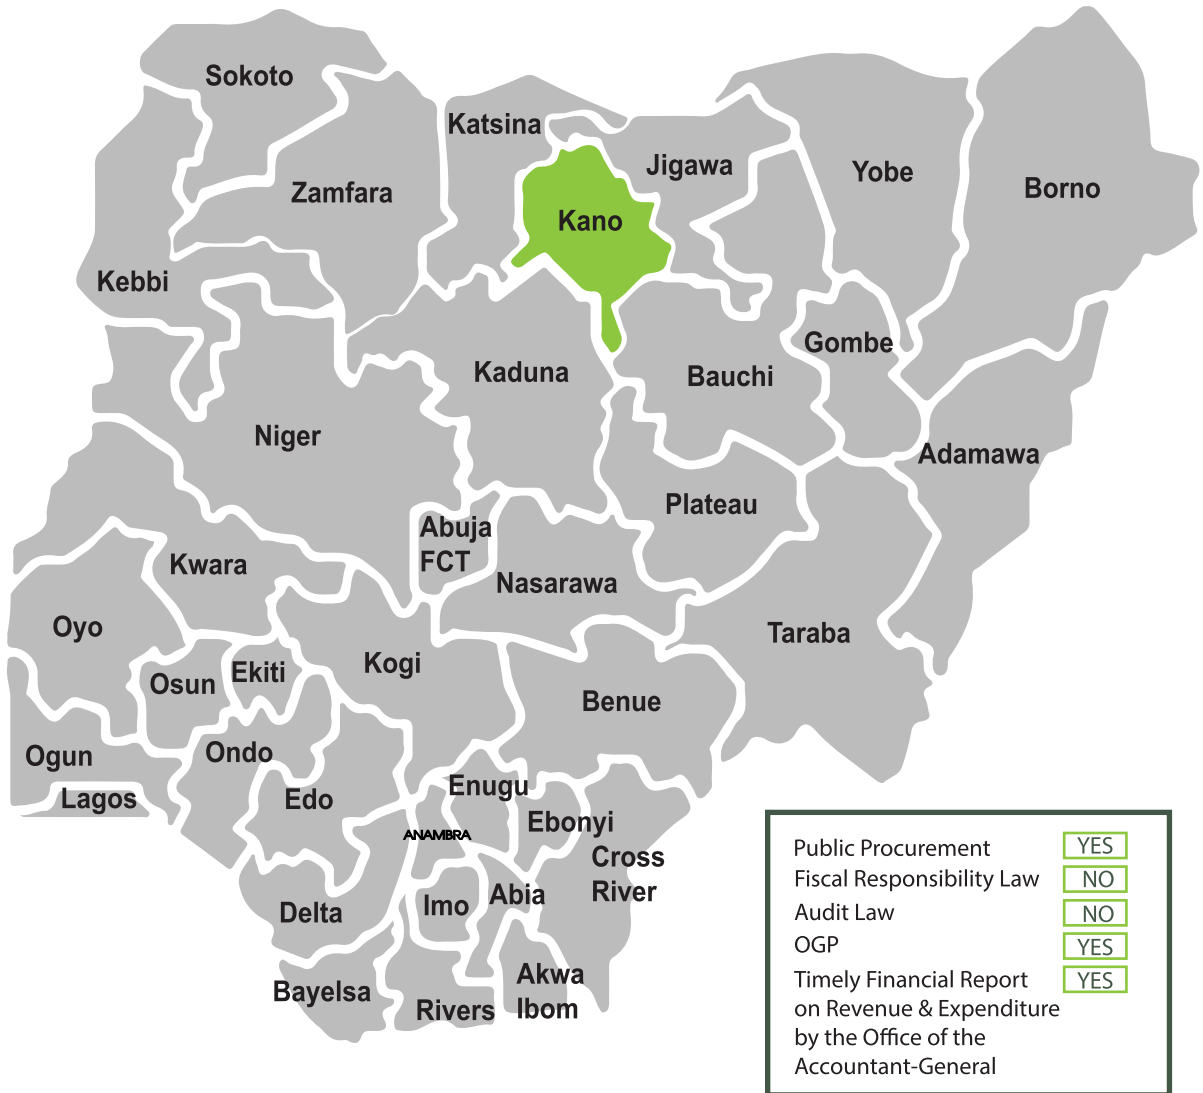 Sokoto
Katsina
Jigawa
Yobe
Borno
Zamfara
Kano
Kebbi
Gombe
Kaduna
Bauchi
Niger
Adamawa
Plateau
Abuja
FCT
Kwara
Nasarawa
Oyo
Taraba
Kogi
Ekiti
Osun
Benue
Ogun
Ondo
Enugu
Lagos
Edo
Ebonyi
ANAMBRA
Cross
River
Abia
Imo
Delta
Akwa
Ibom
Bayelsa
Rivers
Public Procurement YES
Fiscal Responsibility Law NO
Audit Law NO
OGP YES
Timely Financial Report YES
on Revenue & Expenditure
by the Office of the
Accountant-General